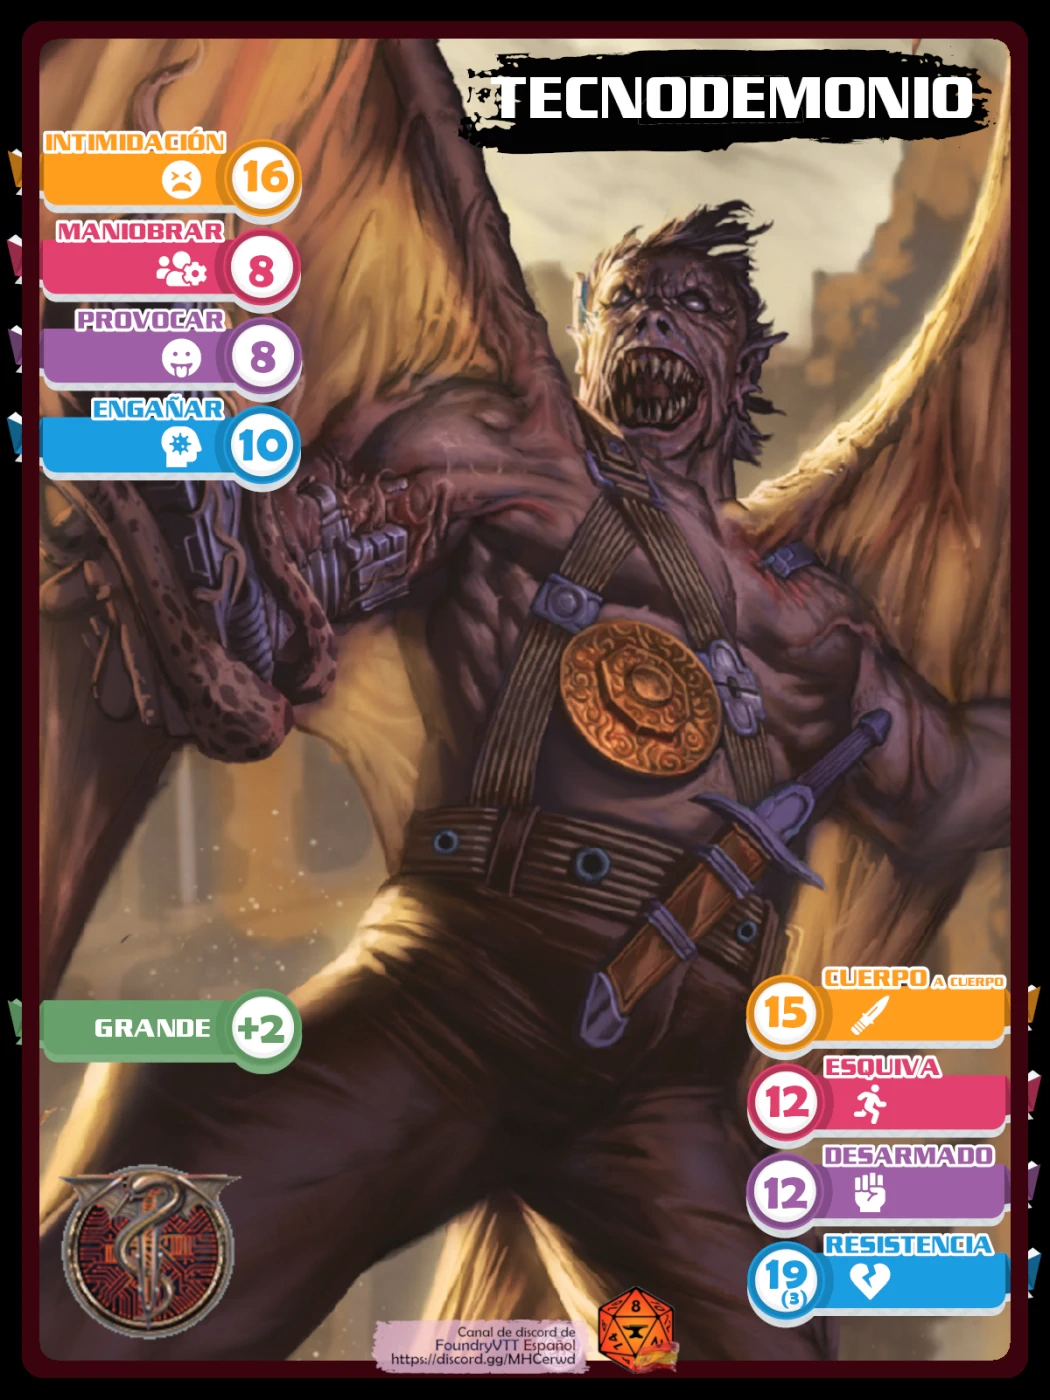 TECNODEMONIO
INTIMIDACIÓN
16
MANIOBRAR
8
PROVOCAR
8
ENGAÑAR
10
GRANDE +2
CUERPO A CUERPO
15
ESQUIVA
12
DESARMADO
12
RESISTENCIA
19
(3)
8
Canal de discord de
FoundryVTT Español
https://discord.gg/MHCerwd